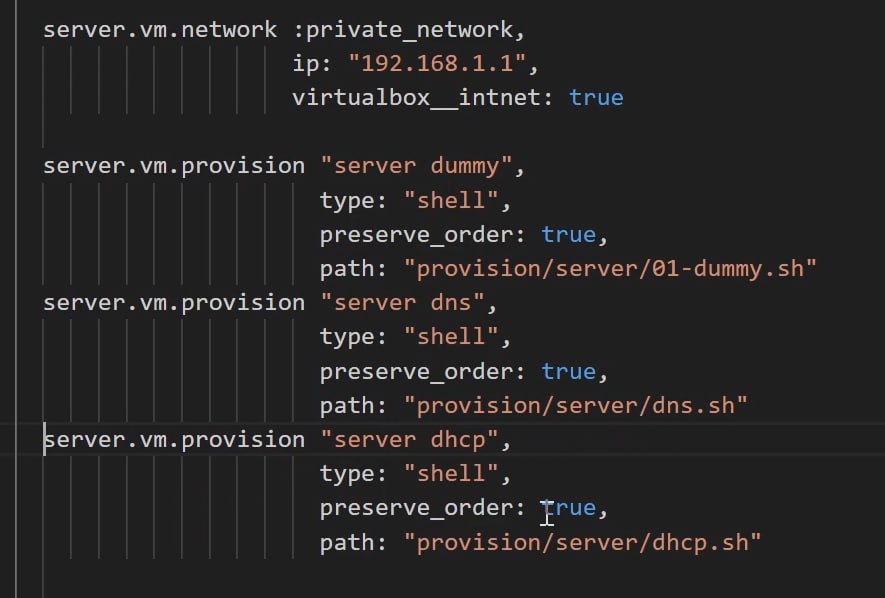 server.vm.network :private_network,
ip: "192.168.1.1",
virtualbox__intnet: true
server.vm.provision "server dummy",
type: "shell",
preserve_order: true,
path: "provision/server/01-dummy.sh"
server.vm.provision "server dns",
type: "shell",
preserve_order: true,
path: "provision/server/dns.sh"
server.vm.provision "server dhcp",
type: "shell",
preserve_order: true,
path: "provision/server/dhcp.sh"